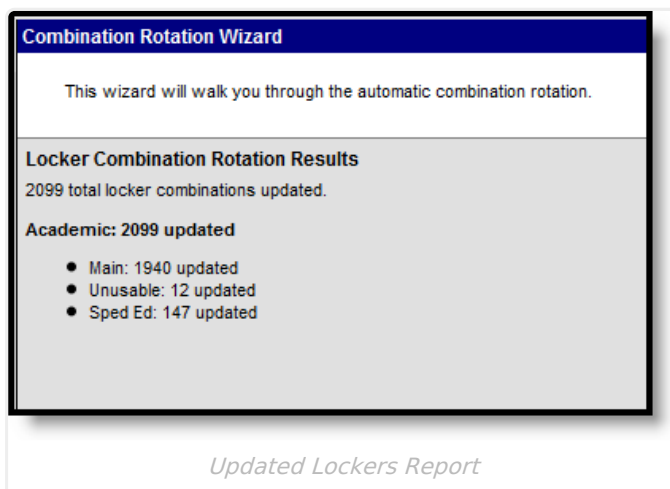 Combination Rotation Wizard
This wizard will walk you through the automatic combination rotation.
Locker Combination Rotation Results
2099 total locker combinations updated.
Academic: 2099 updated
Main: 1940 updated
Unusable: 12 updated
Sped Ed: 147 updated
Updated Lockers Report